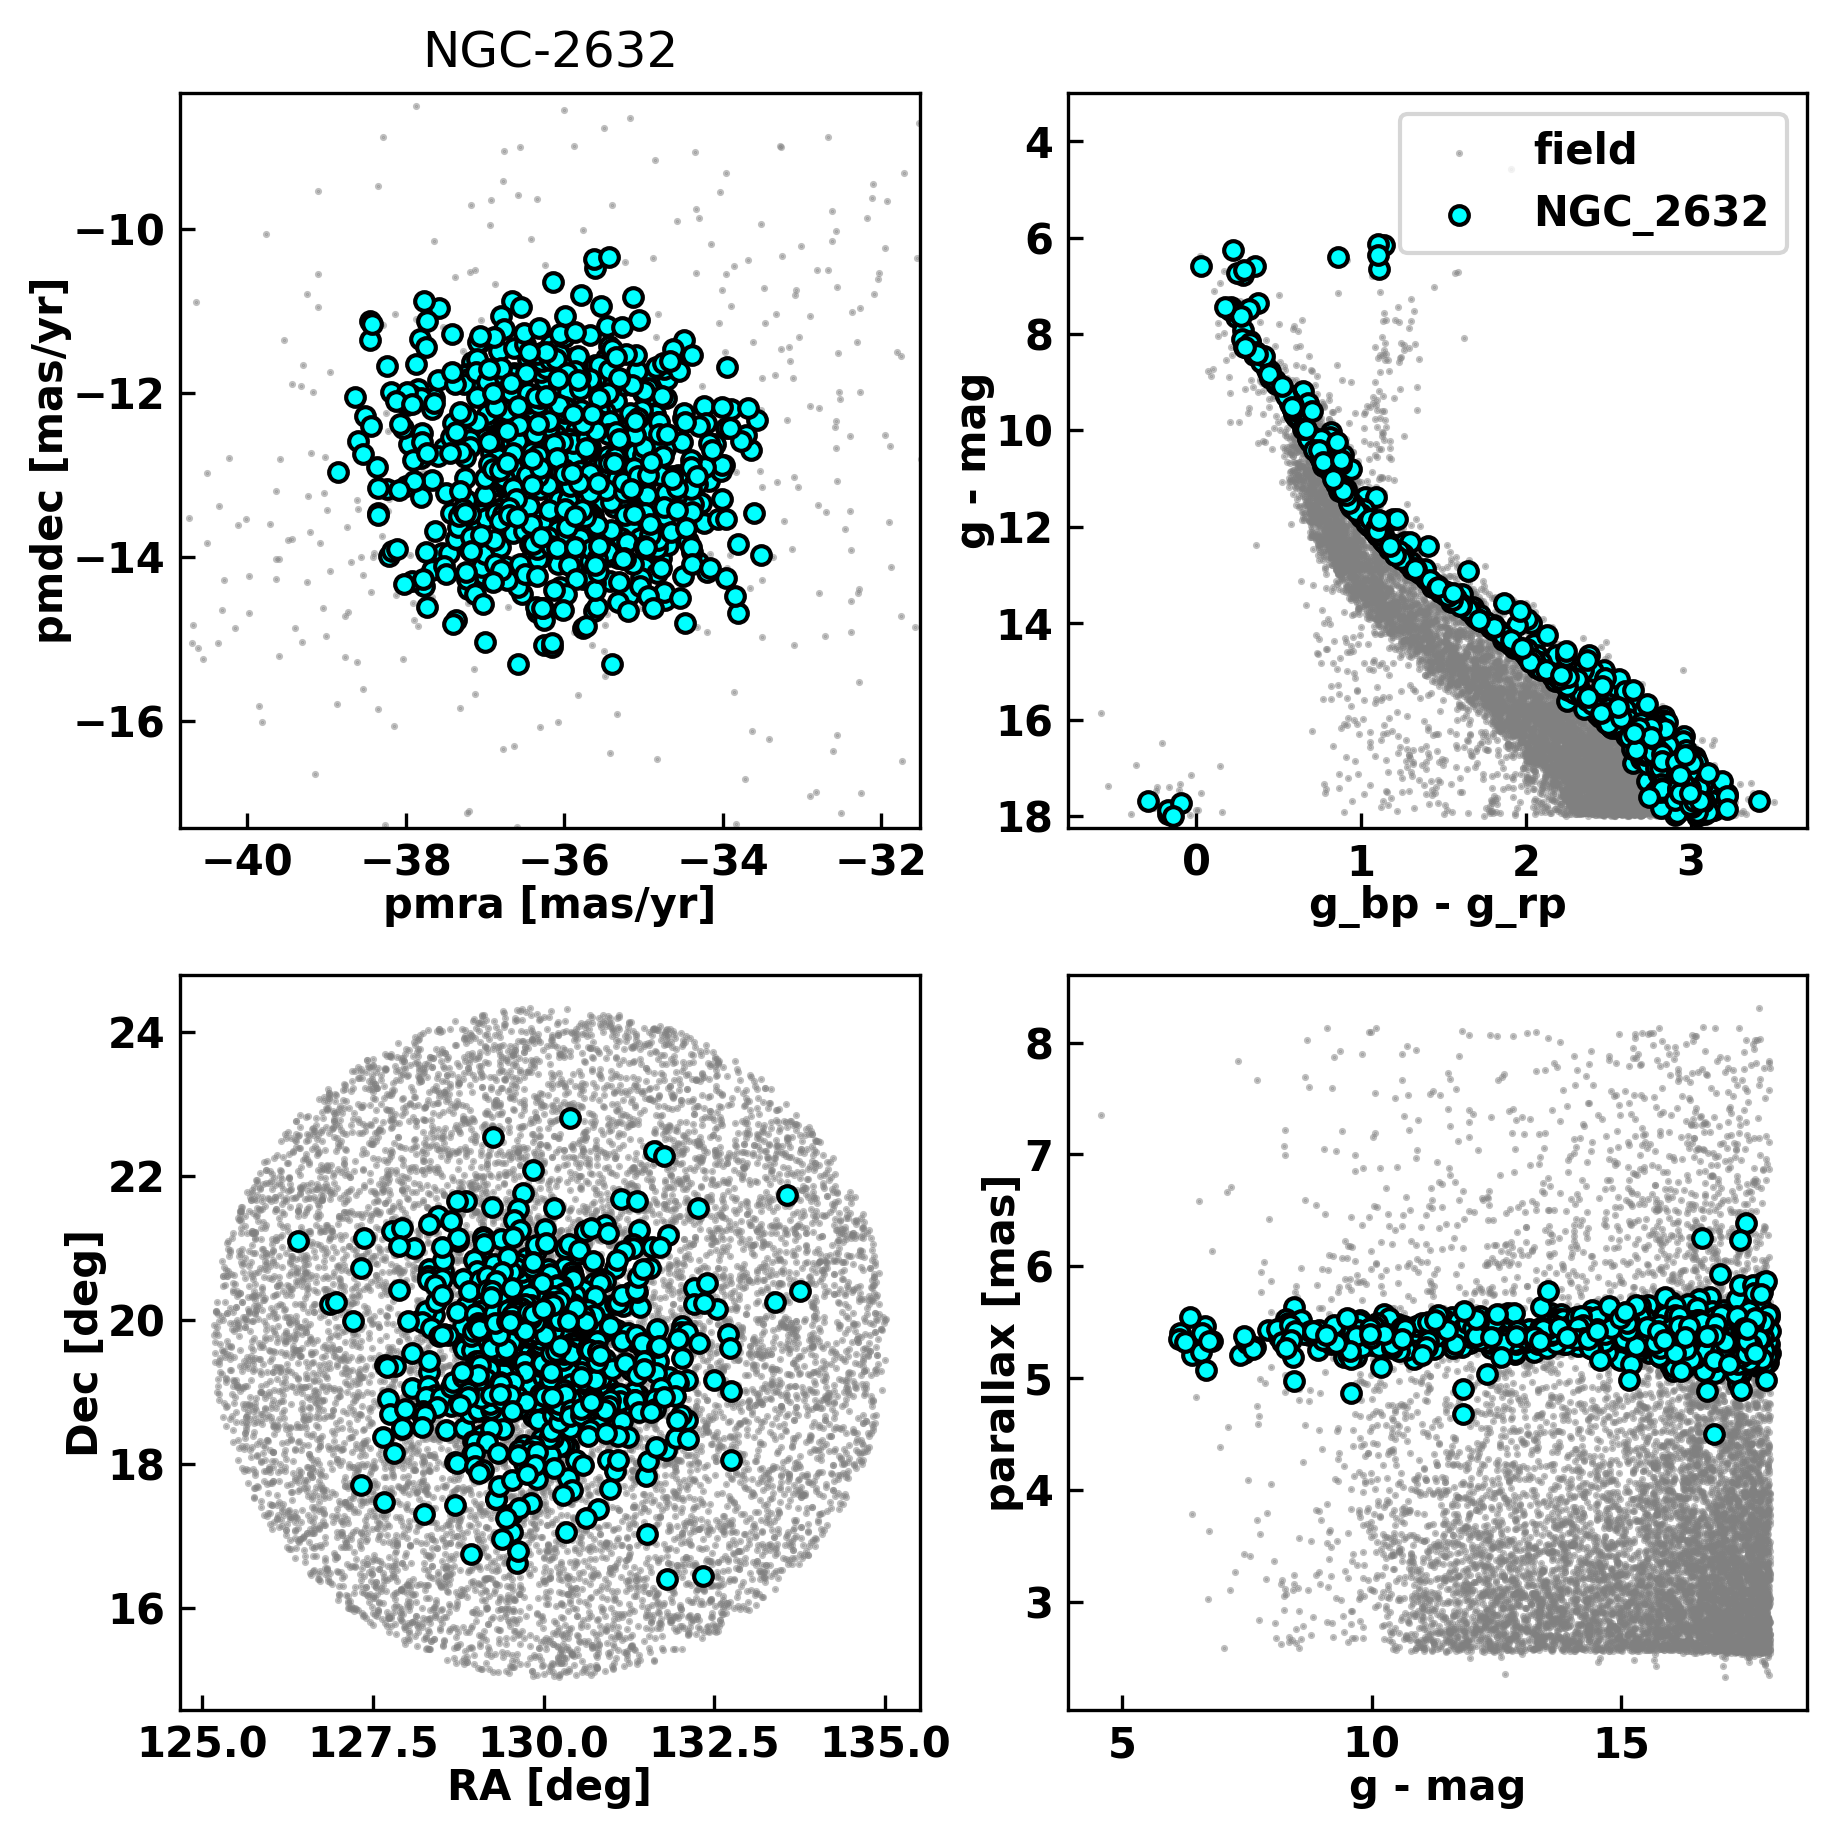 NGC-2632
−10
−12
−14
−16
pmdec [mas/yr]
−40 −38 −36 −34 −32
pmra [mas/yr]
4
6
8
10
12
14
16
18
g - mag
field
NGC_2632
0 1 2 3
g_bp - g_rp
24
22
20
18
16
Dec [deg]
125.0 127.5 130.0 132.5 135.0
RA [deg]
8
7
6
5
4
3
parallax [mas]
5 10 15
g - mag